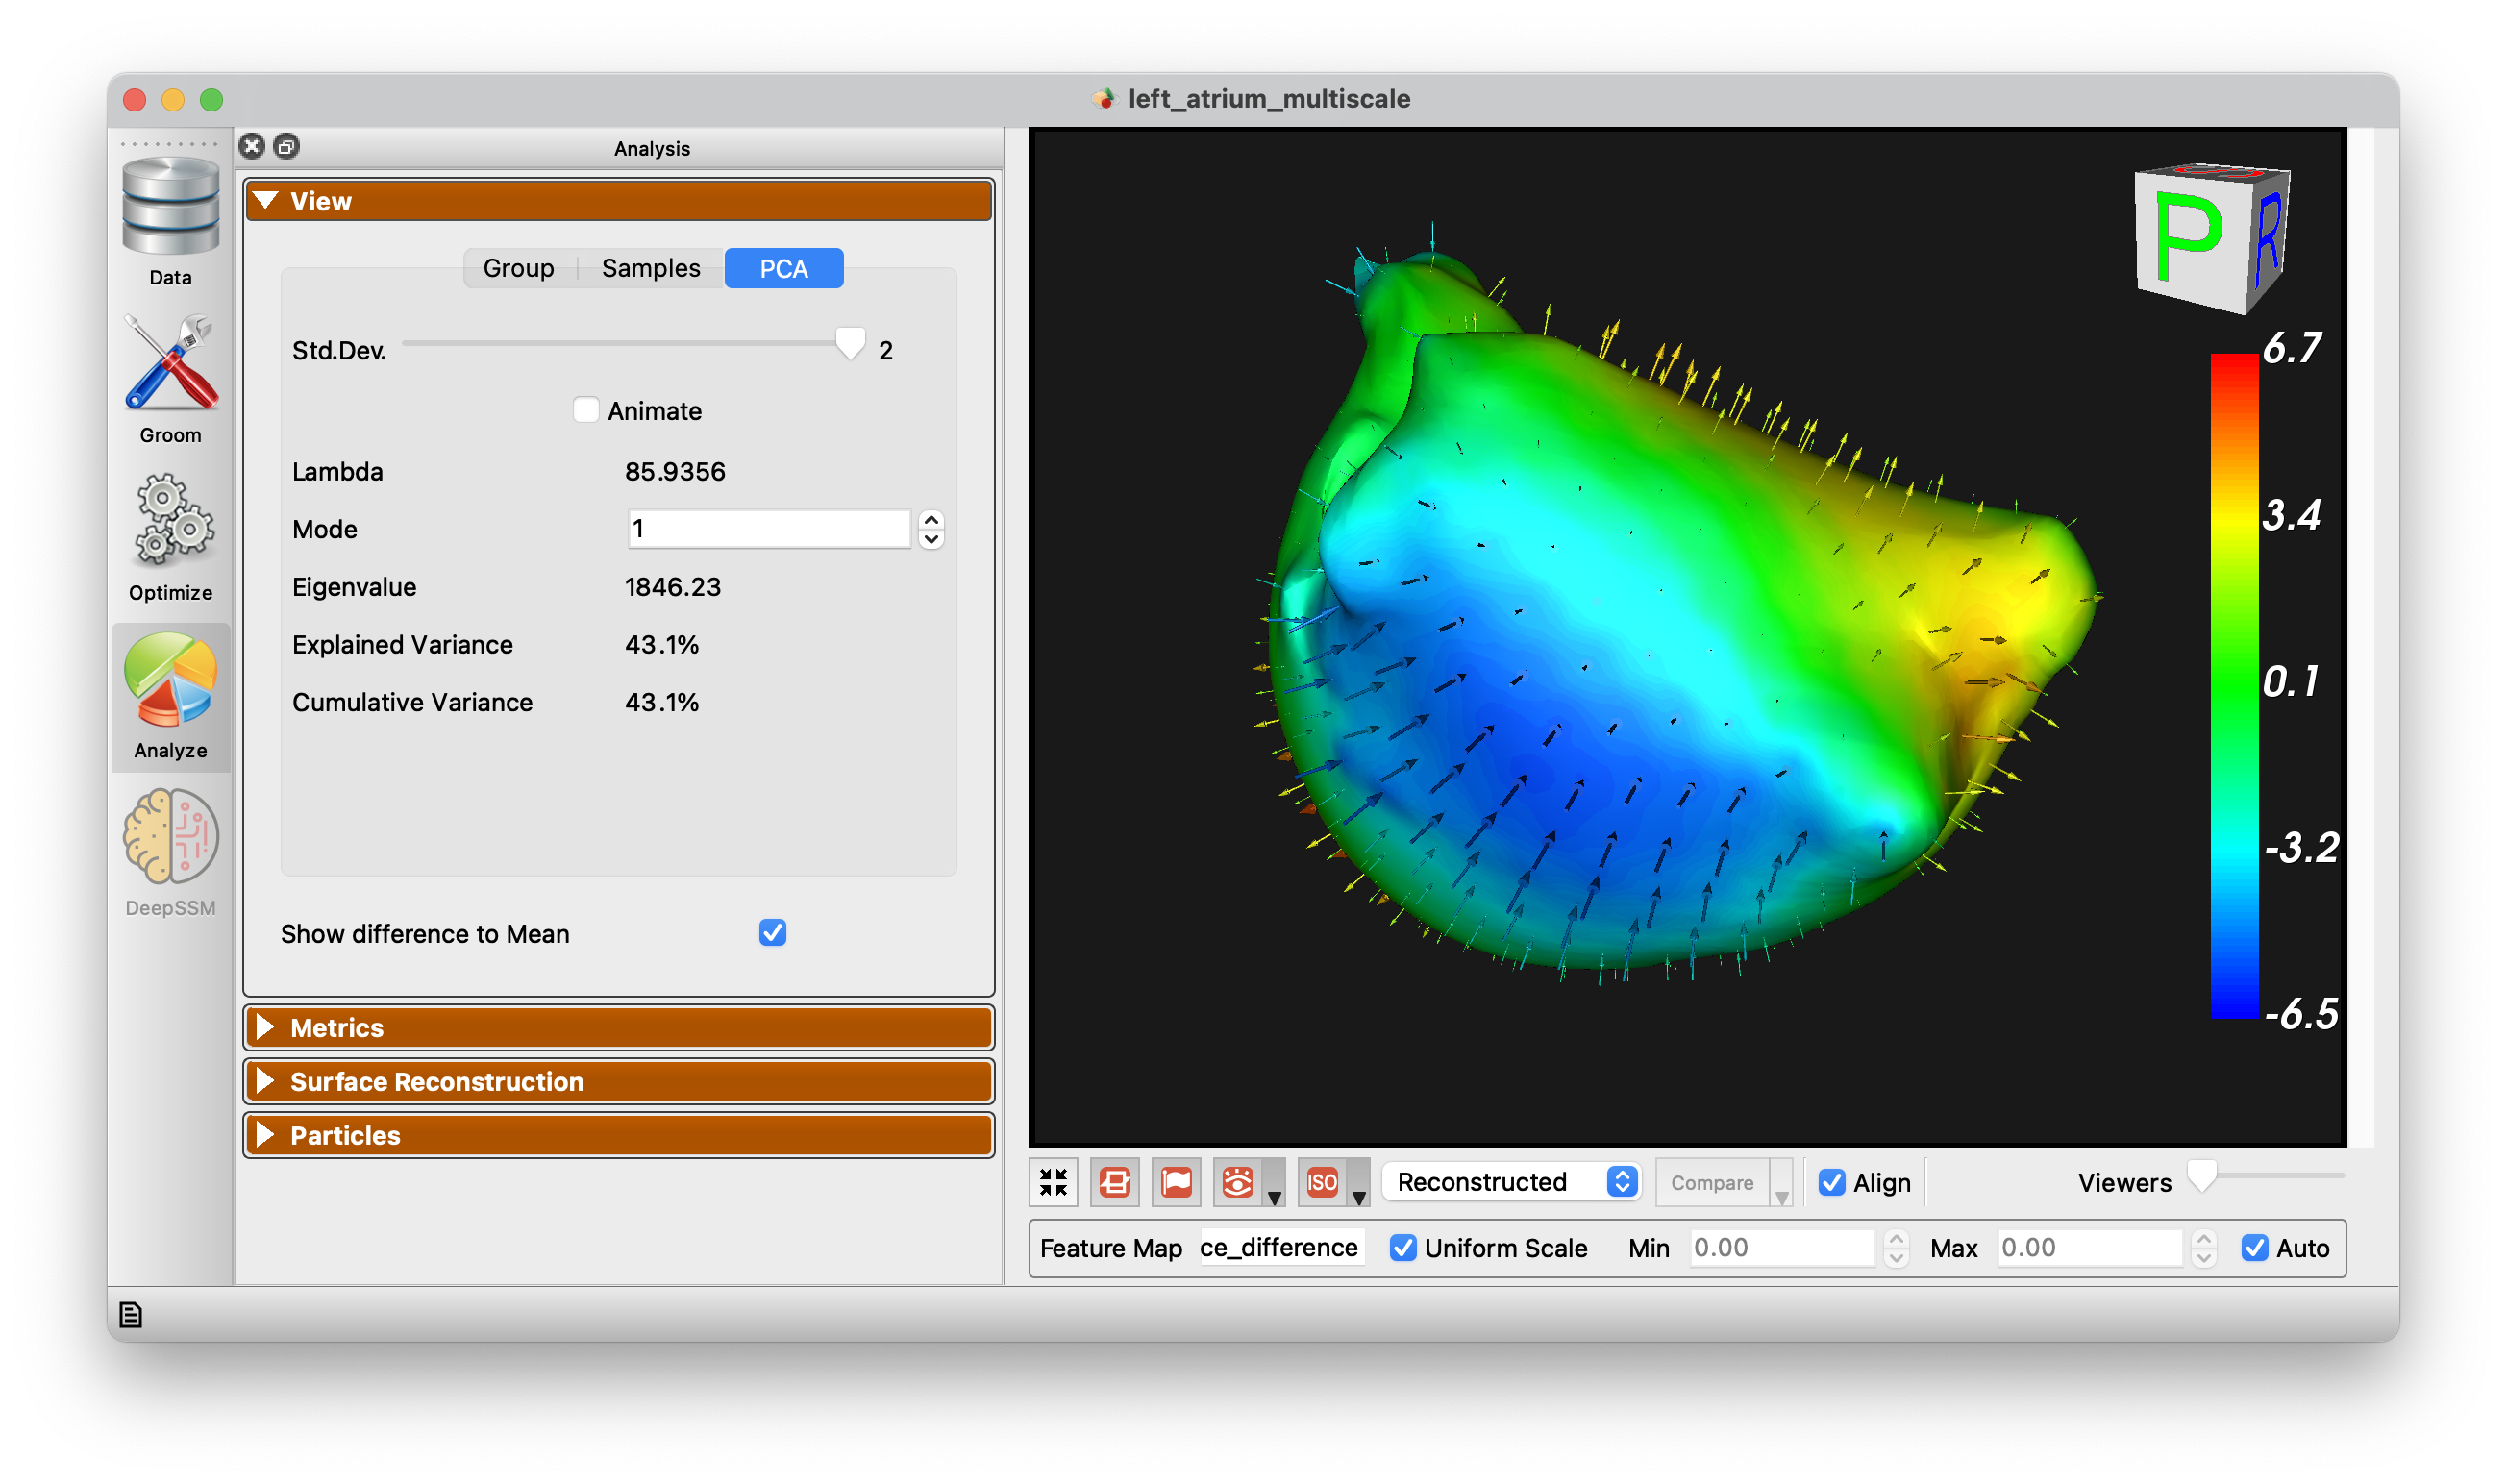 left_atrium_multiscale
Data
Groom
Optimize
Analyze
DeepSSM
Analysis
View
Group Samples PCA
Std.Dev. 2
Animate
Lambda 85.9356
Mode 1
Eigenvalue 1846.23
Explained Variance 43.1%
Cumulative Variance 43.1%
Show difference to Mean
Metrics
Surface Reconstruction
Particles
S
P R
6.7
3.4
0.1
-3.2
-6.5
ISO Reconstructed Compare Align Viewers
Feature Map ce_difference Uniform Scale Min 0.00 Max 0.00 Auto